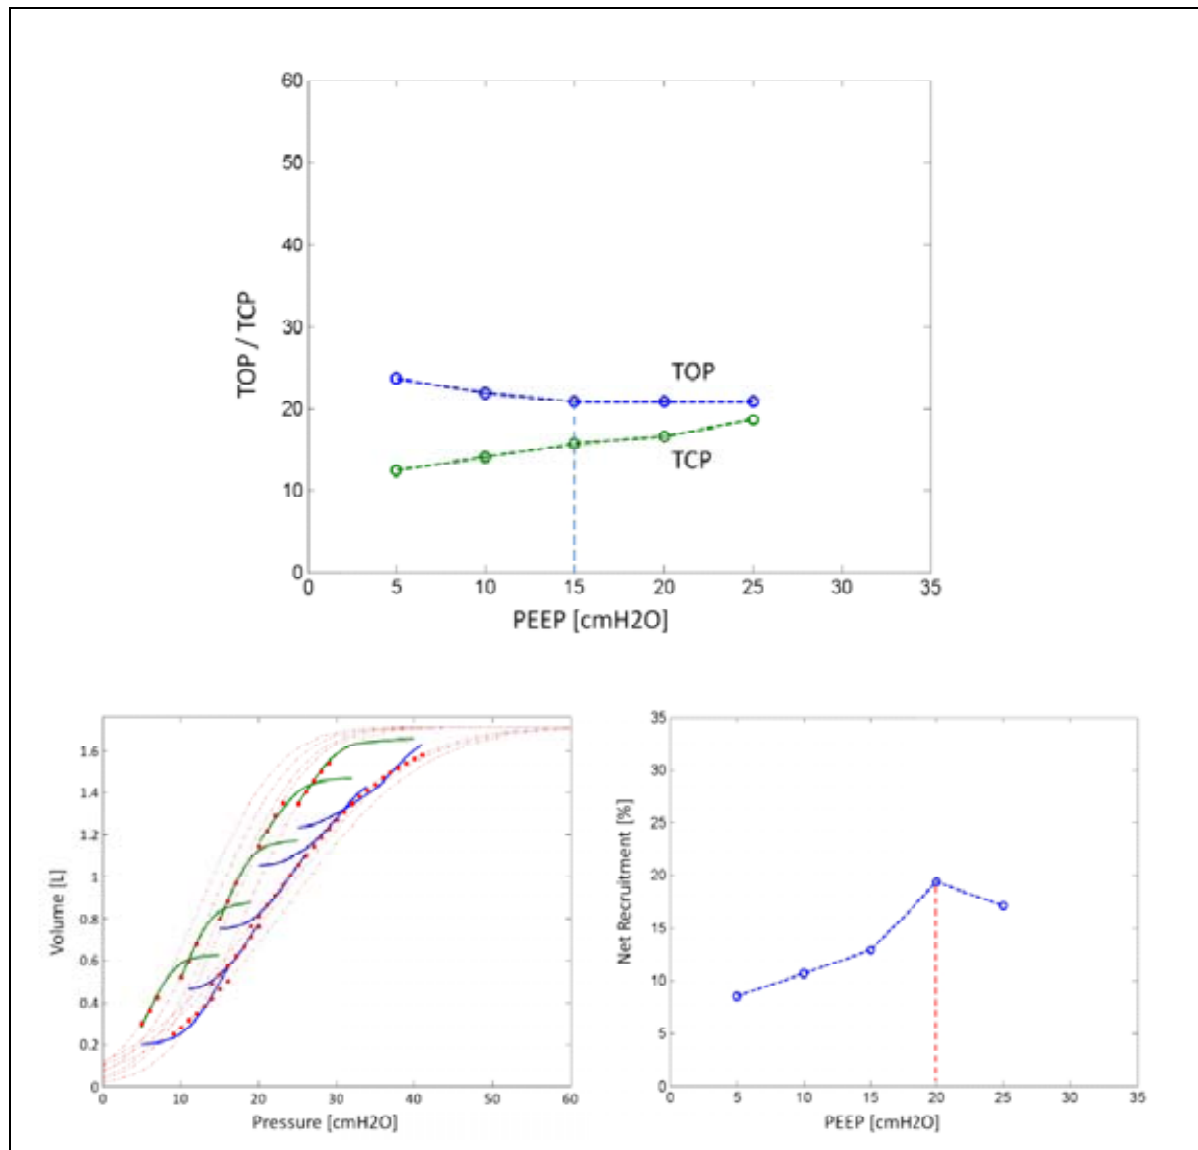 60
50
40
30
20
10
0
TOP / TCP
TOP
TCP
0 5 10 15 20 25 30 35
PEEP [cmH2O]
1.6
1.4
1.2
1
0.8
0.6
0.4
0.2
0
Volume [L]
0 10 20 30 40 50 60
Pressure [cmH2O]
35
30
25
20
15
10
5
0
Net Recruitment [%]
0 5 10 15 20 25 30 35
PEEP [cmH2O]